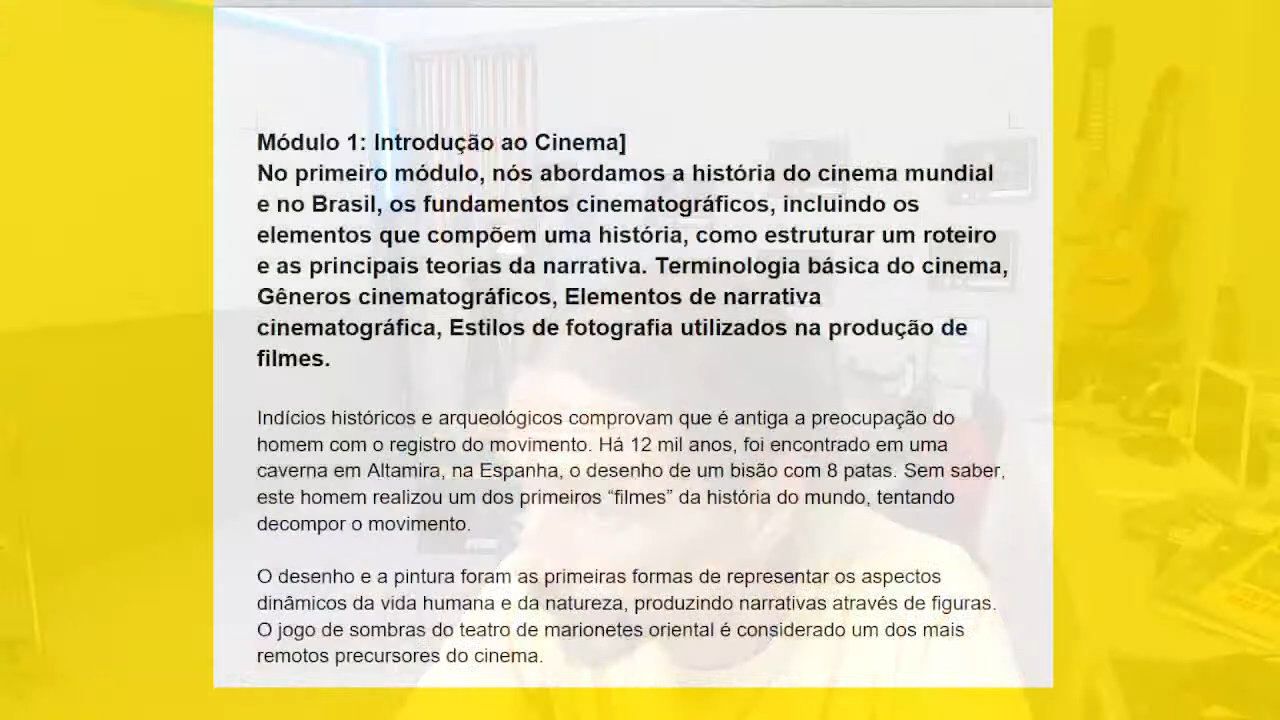 Módulo 1: Introdução ao Cinema]
No primeiro módulo, nós abordamos a história do cinema mundial
e no Brasil, os fundamentos cinematográficos, incluindo os
elementos que compõem uma história, como estruturar um roteiro
e as principais teorias da narrativa. Terminologia básica do cinema,
Gêneros cinematográficos, Elementos de narrativa
cinematográfica, Estilos de fotografia utilizados na produção de
filmes.
Indícios históricos e arqueológicos comprovam que é antiga a preocupação do
homem com o registro do movimento. Há 12 mil anos, foi encontrado em uma
caverna em Altamira, na Espanha, o desenho de um bisão com 8 patas. Sem saber,
este homem realizou um dos primeiros “filmes” da história do mundo, tentando
decompor o movimento.
O desenho e a pintura foram as primeiras formas de representar os aspectos
dinâmicos da vida humana e da natureza, produzindo narrativas através de figuras.
O jogo de sombras do teatro de marionetes oriental é considerado um dos mais
remotos precursores do cinema.